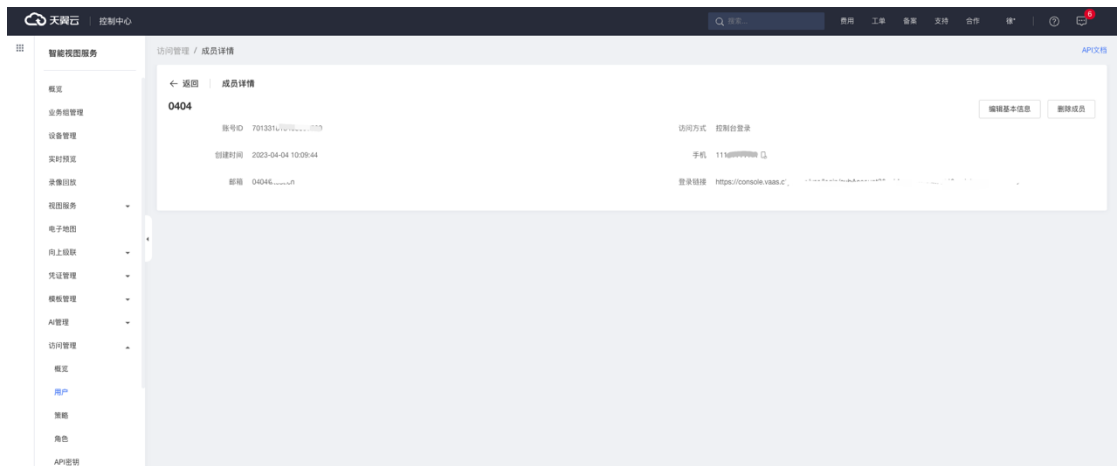 天翼云 控制中心 搜索... 费用 工单 备案 支持 合作 6
智能视图服务
访问管理 / 成员详情 API文档
概览
业务组管理
设备管理
实时预览
录像回放
视图服务
电子地图
向上级联
凭证管理
模板管理
AI管理
访问管理
概览
用户
策略
角色
API密钥
← 返回 成员详情
0404 编辑基本信息 删除成员
账号ID 访问方式 控制台登录
创建时间 2023-04-04 10:09:44 手机
邮箱 登录链接